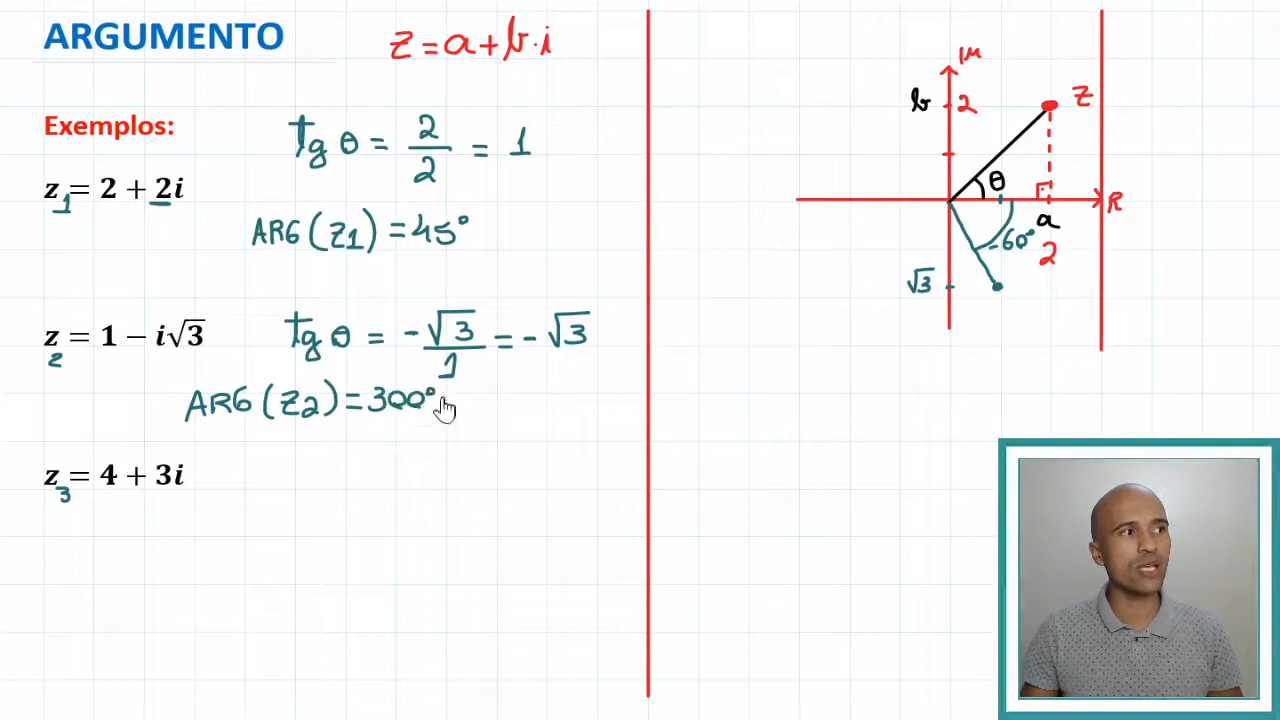 ARGUMENTO
z = a + b · i
Exemplos:
tg θ = 2/2 = 1
z₁ = 2 + 2i
ARG(z1) = 45°
z₂ = 1 − i√3
tg θ = -√3/1 = -√3
ARG(z2) = 300°
z₃ = 4 + 3i
IM
b 2
z
θ
R
a
-60°
2
√3